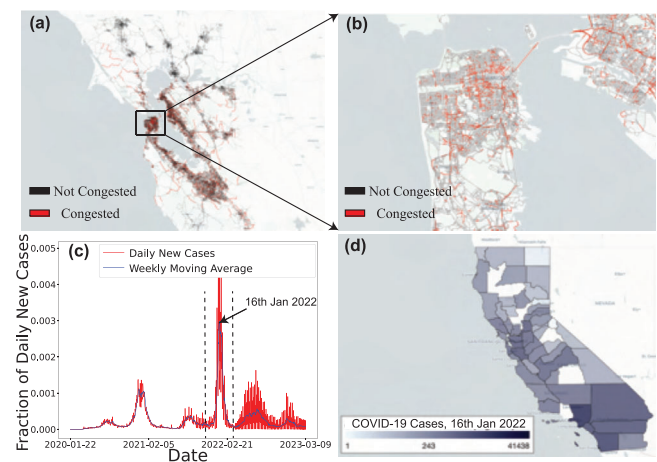 (a)
Not Congested
Congested
(b)
Not Congested
Congested
(c)
Fraction of Daily New Cases
0.005
0.004
0.003
0.002
0.001
0.000
Daily New Cases
Weekly Moving Average
16th Jan 2022
2020-01-22
2021-02-05
2022-02-21
2023-03-09
Date
(d)
NEVADA
COVID-19 Cases, 16th Jan 2022
1
243
41438